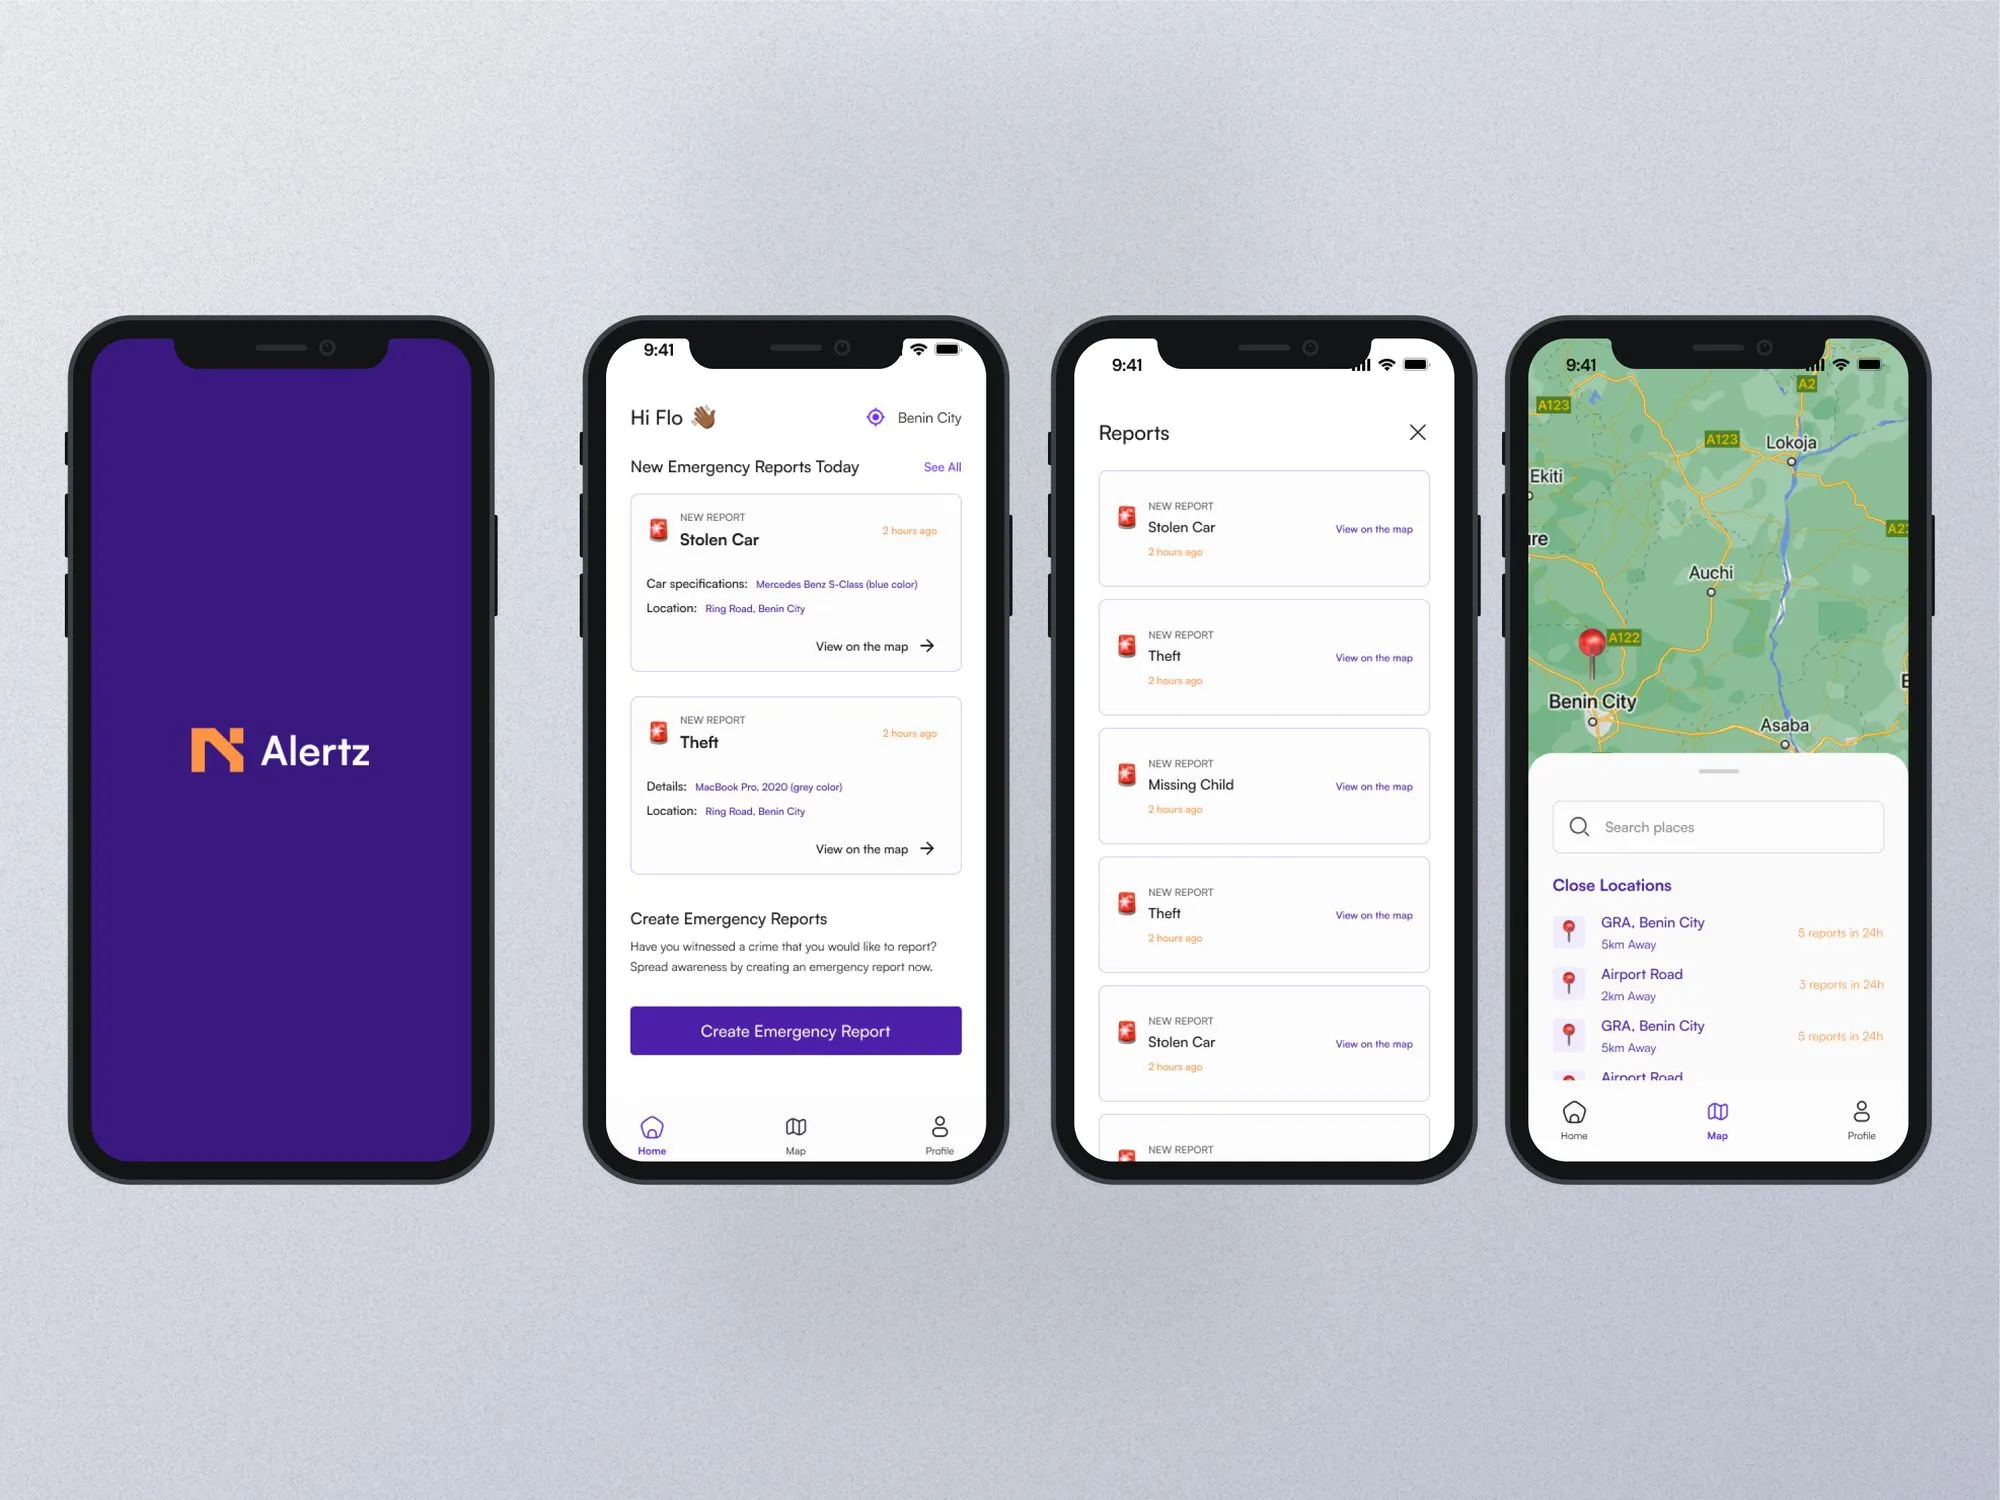 Alertz
9:41
Hi Flo
Benin City
New Emergency Reports Today
See All
NEW REPORT
Stolen Car
2 hours ago
Car specifications: Mercedes Benz S-Class (blue color)
Location: Ring Road, Benin City
View on the map
NEW REPORT
Theft
2 hours ago
Details: MacBook Pro, 2020 (grey color)
Location: Ring Road, Benin City
View on the map
Create Emergency Reports
Have you witnessed a crime that you would like to report?
Spread awareness by creating an emergency report now.
Create Emergency Report
Home
Map
Profile
9:41
Reports
NEW REPORT
Stolen Car
2 hours ago
View on the map
NEW REPORT
Theft
2 hours ago
View on the map
NEW REPORT
Missing Child
2 hours ago
View on the map
NEW REPORT
Theft
2 hours ago
View on the map
NEW REPORT
Stolen Car
2 hours ago
View on the map
NEW REPORT
9:41
A2
A123
A123
Lokoja
Ekiti
A23
ure
Auchi
A122
Benin City
Asaba
Search places
Close Locations
GRA, Benin City
5km Away
5 reports in 24h
Airport Road
2km Away
3 reports in 24h
GRA, Benin City
5km Away
5 reports in 24h
Airport Road
Home
Map
Profile